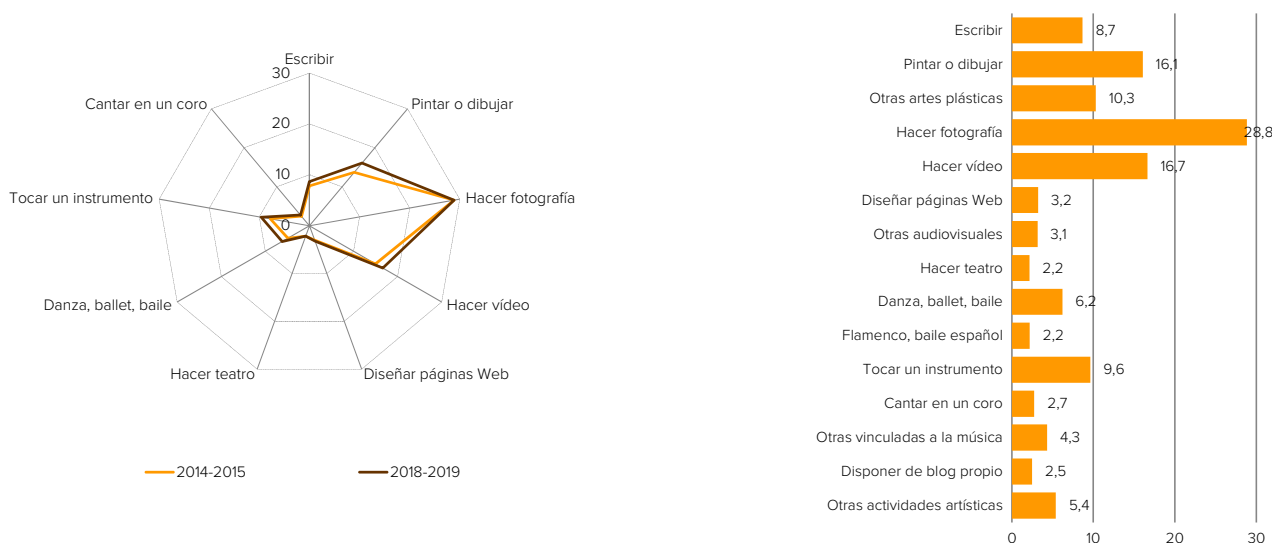 Escribir
30
Cantar en un coro
Pintar o dibujar
20
10
Tocar un instrumento
Hacer fotografía
0
Danza, ballet, baile
Hacer vídeo
Hacer teatro
Diseñar páginas Web
2014-2015
2018-2019
Escribir 8,7
Pintar o dibujar 16,1
Otras artes plásticas 10,3
Hacer fotografía 28,8
Hacer vídeo 16,7
Diseñar páginas Web 3,2
Otras audiovisuales 3,1
Hacer teatro 2,2
Danza, ballet, baile 6,2
Flamenco, baile español 2,2
Tocar un instrumento 9,6
Cantar en un coro 2,7
Otras vinculadas a la música 4,3
Disponer de blog propio 2,5
Otras actividades artísticas 5,4
0 10 20 30